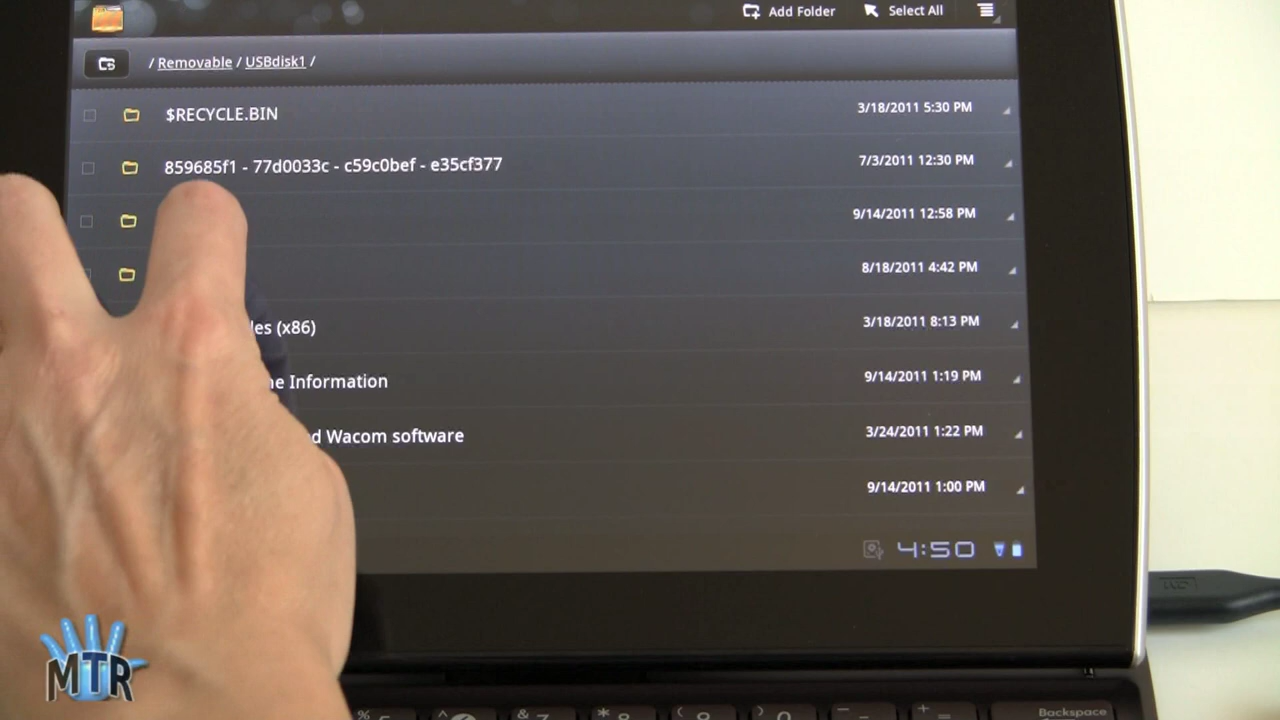 Add Folder Select All
/ Removable / USBdisk1 /
$RECYCLE.BIN 3/18/2011 5:30 PM
859685f1 - 77d0033c - c59c0bef - e35cf377 7/3/2011 12:30 PM
9/14/2011 12:58 PM
8/18/2011 4:42 PM
(x86) 3/18/2011 8:13 PM
Information 9/14/2011 1:19 PM
Wacom software 3/24/2011 1:22 PM
9/14/2011 1:00 PM
4:50
MTR
Backspace